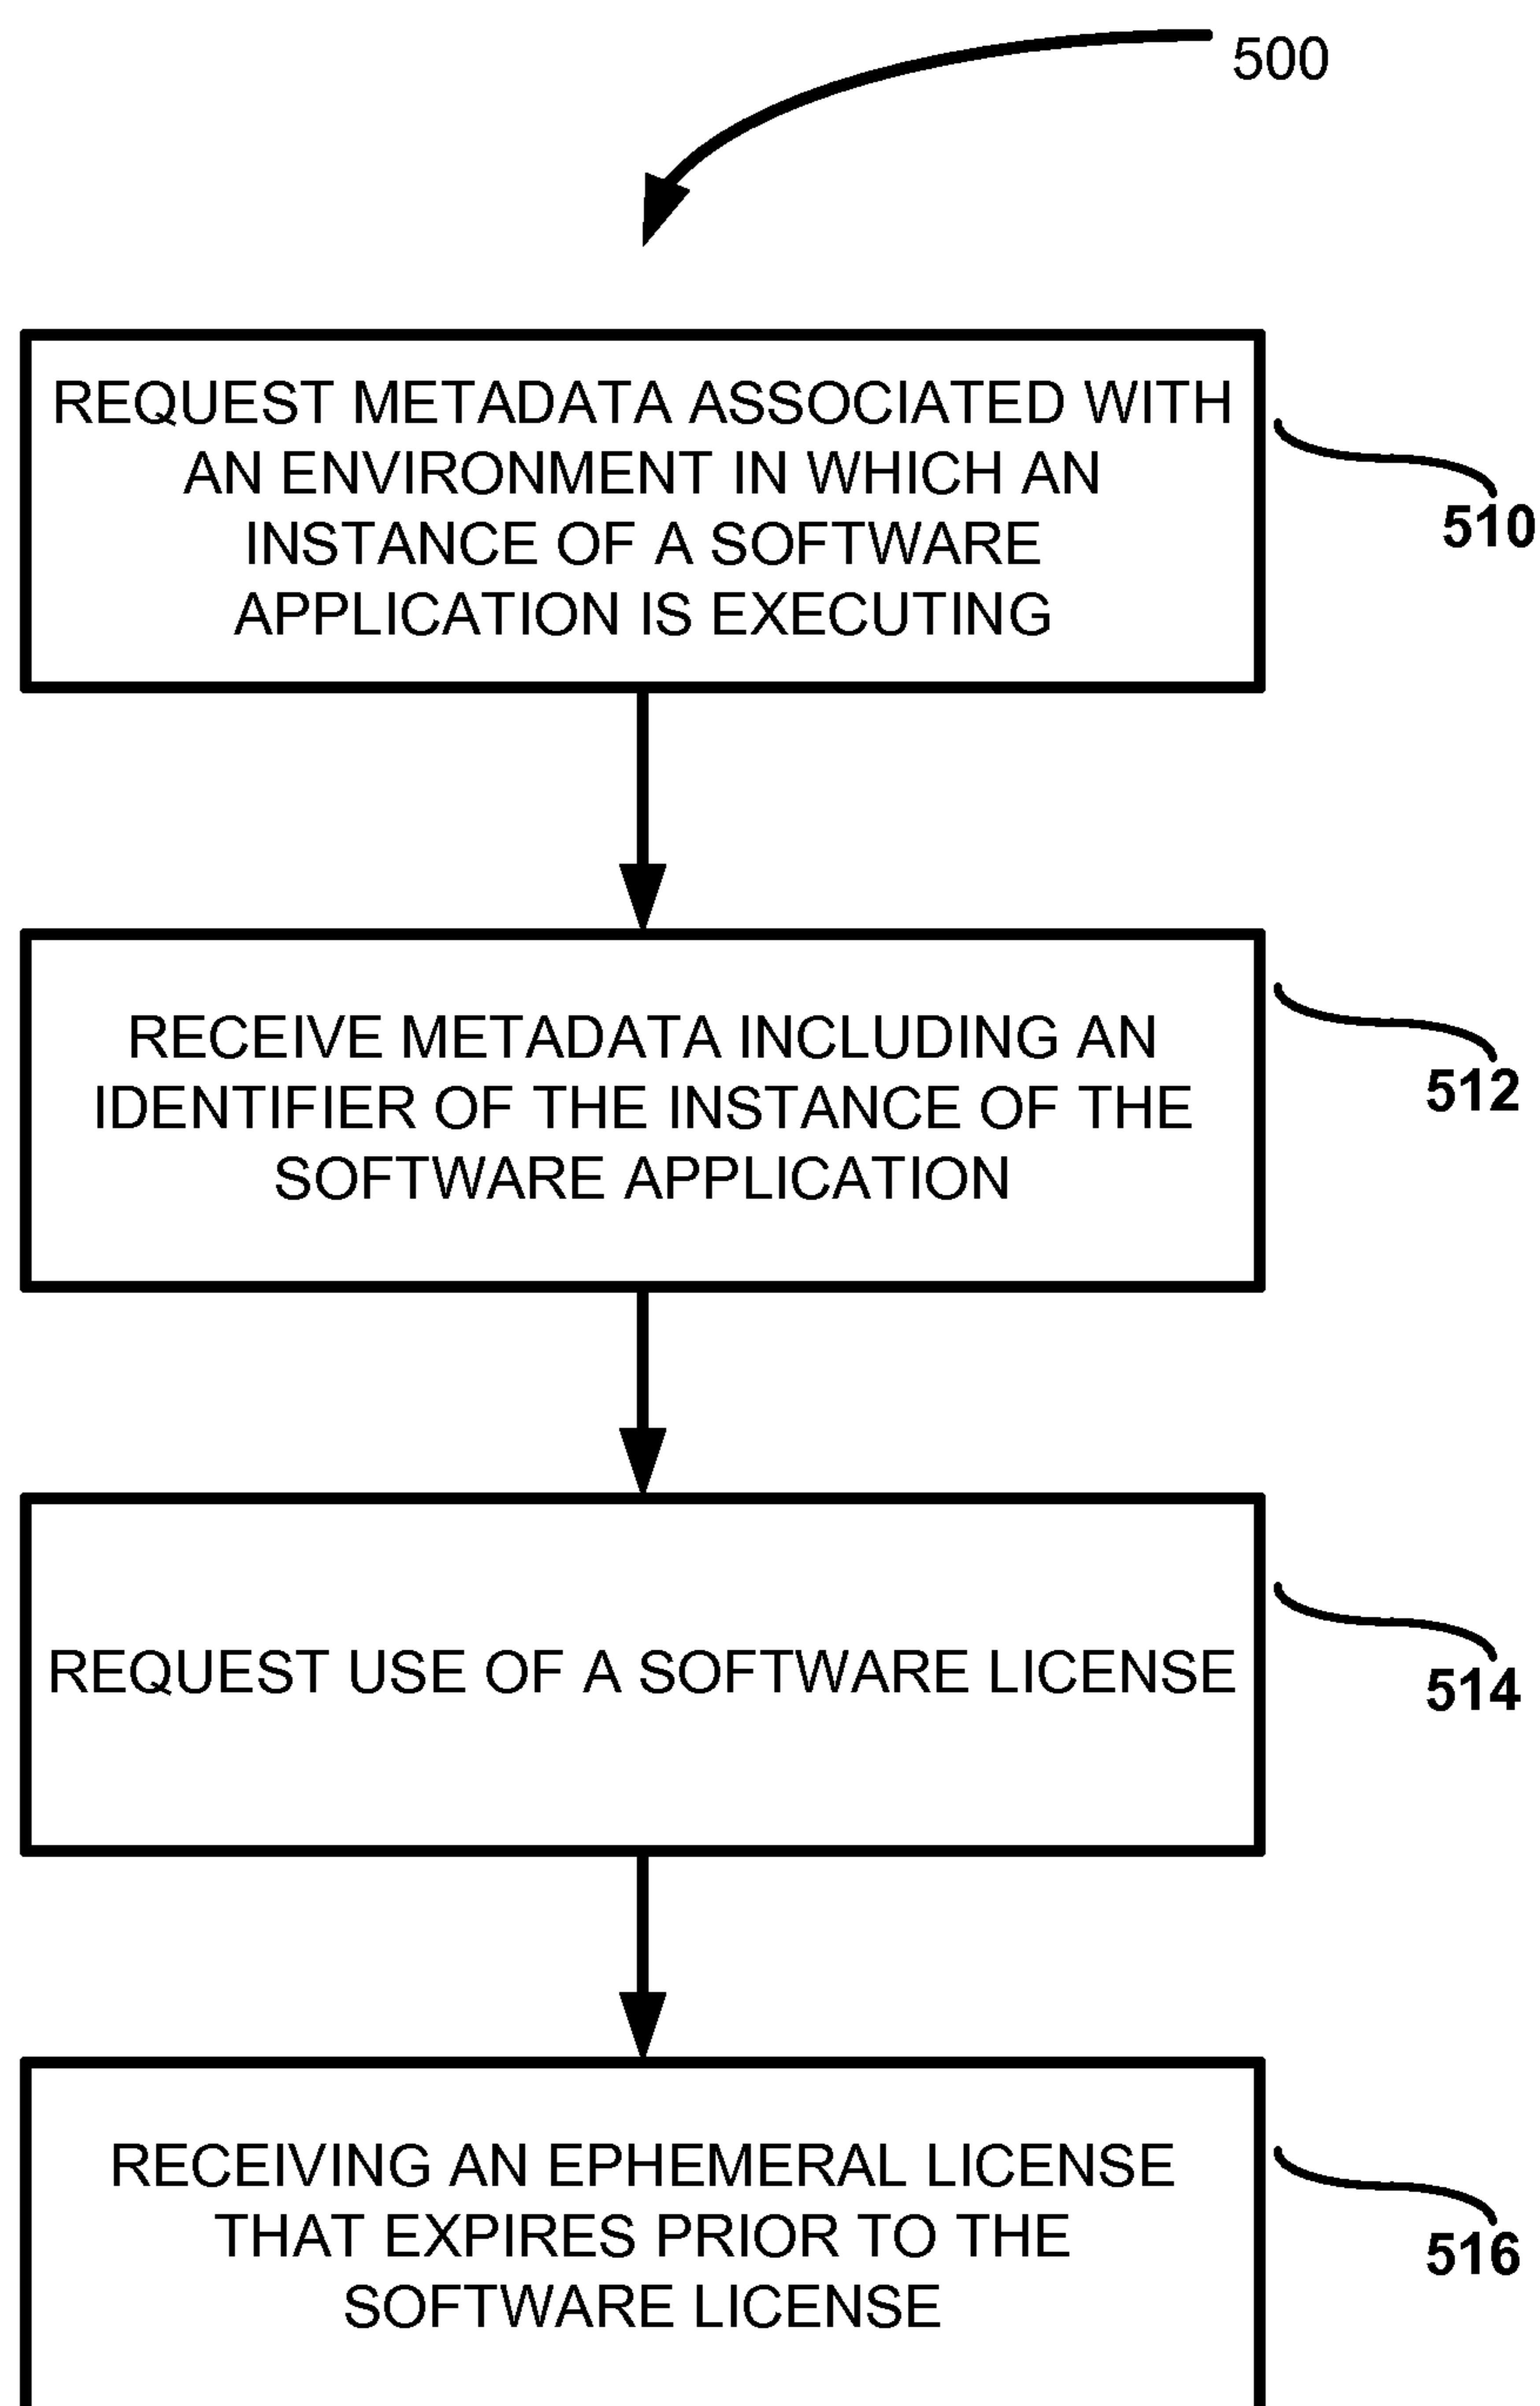 500
REQUEST METADATA ASSOCIATED WITH
AN ENVIRONMENT IN WHICH AN
INSTANCE OF A SOFTWARE
APPLICATION IS EXECUTING
510
RECEIVE METADATA INCLUDING AN
IDENTIFIER OF THE INSTANCE OF THE
SOFTWARE APPLICATION
512
REQUEST USE OF A SOFTWARE LICENSE
514
RECEIVING AN EPHEMERAL LICENSE
THAT EXPIRES PRIOR TO THE
SOFTWARE LICENSE
516